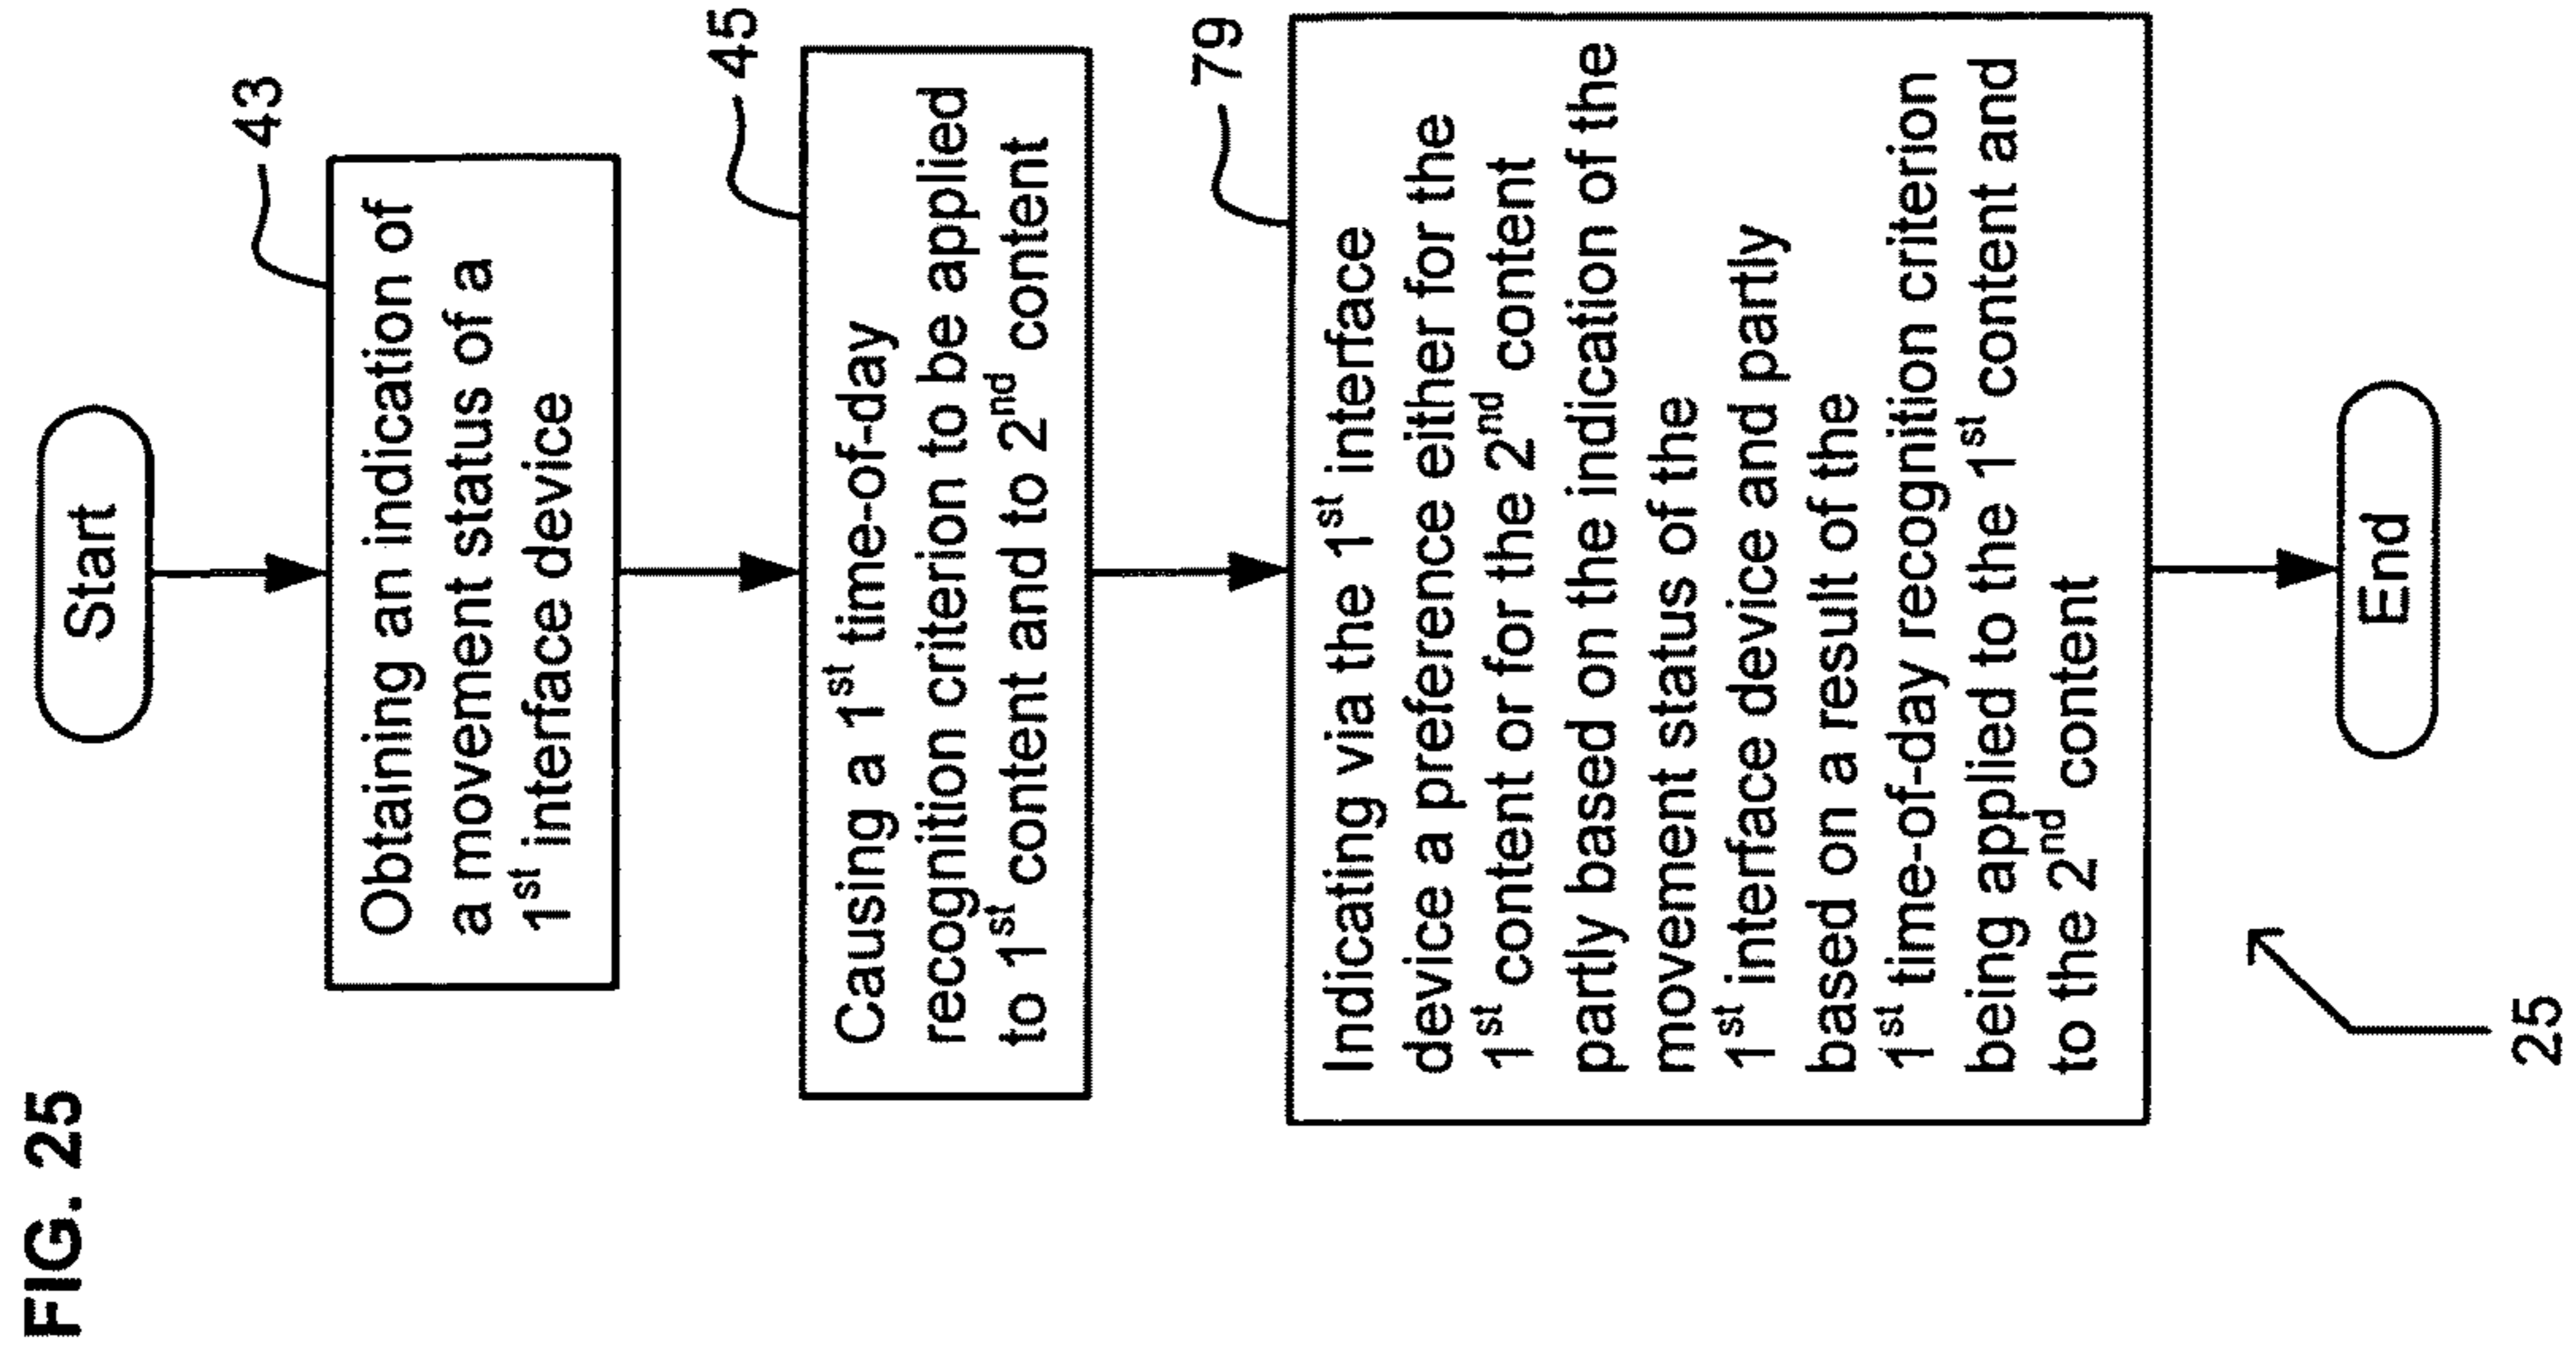 FIG. 25
Start
43
Obtaining an indication of
a movement status of a
1st interface device
45
Causing a 1st time-of-day
recognition criterion to be applied
to 1st content and to 2nd content
79
Indicating via the 1st interface
device a preference either for the
1st content or for the 2nd content
partly based on the indication of the
movement status of the
1st interface device and partly
based on a result of the
1st time-of-day recognition criterion
being applied to the 1st content and
to the 2nd content
End
25